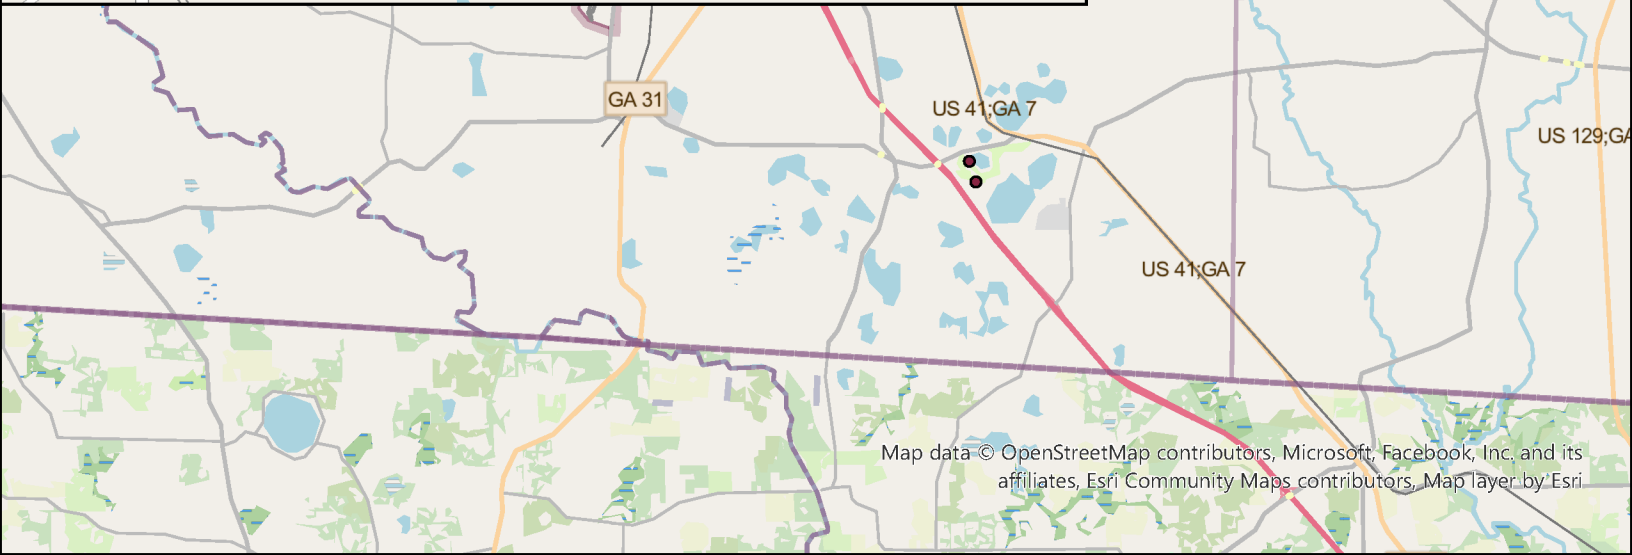 GA 31
US 41;GA 7
US 129;GA
US 41;GA 7
Map data © OpenStreetMap contributors, Microsoft, Facebook, Inc. and its
affiliates, Esri Community Maps contributors, Map layer by Esri